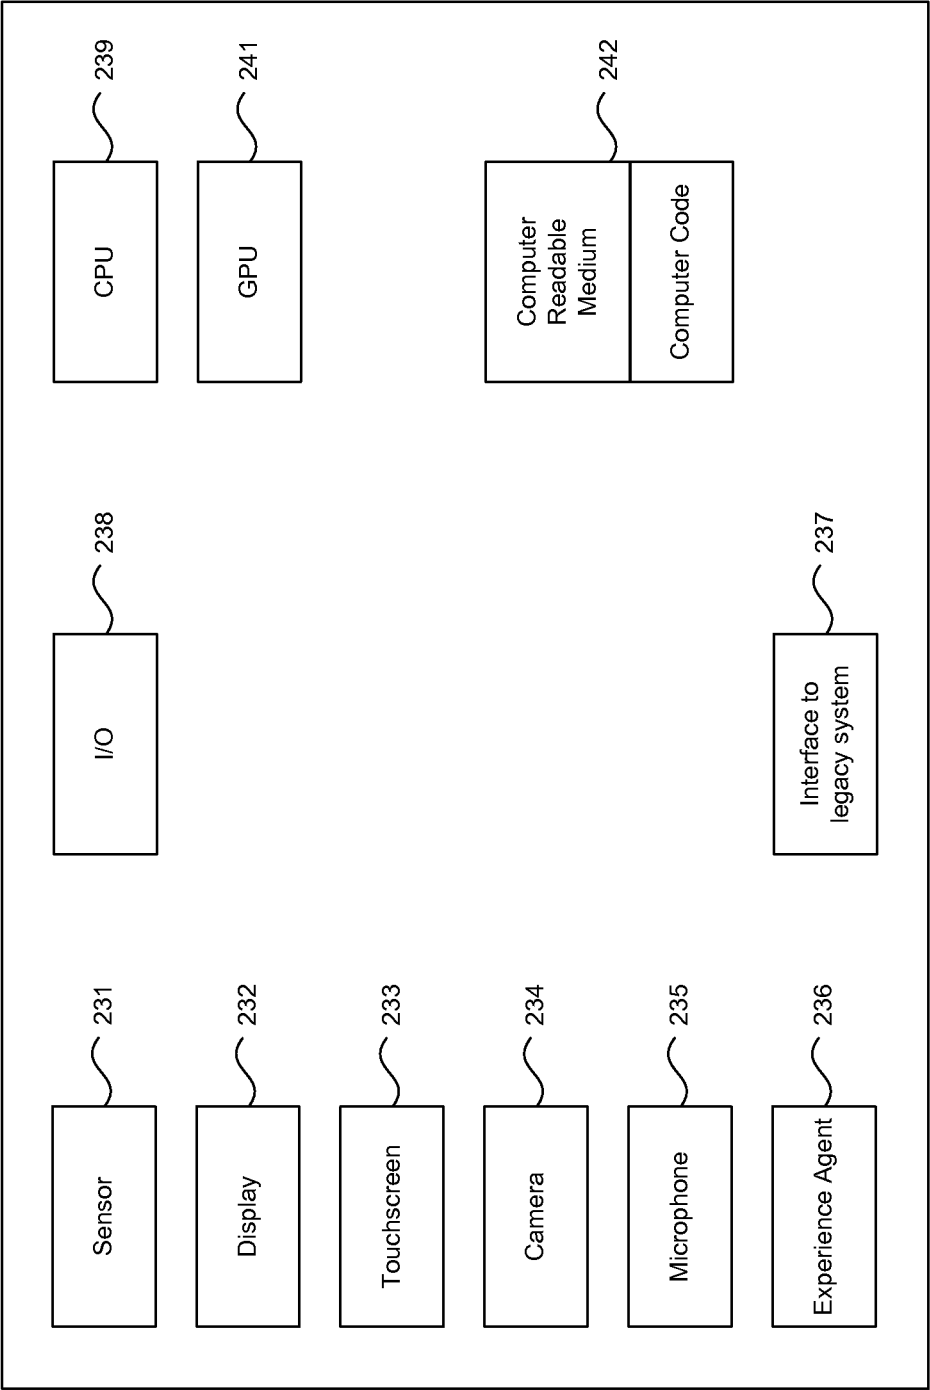 Sensor
231
Display
232
Touchscreen
233
Camera
234
Microphone
235
Experience Agent
236
I/O
238
Interface to
legacy system
237
CPU
239
GPU
241
Computer
Readable
Medium
242
Computer Code